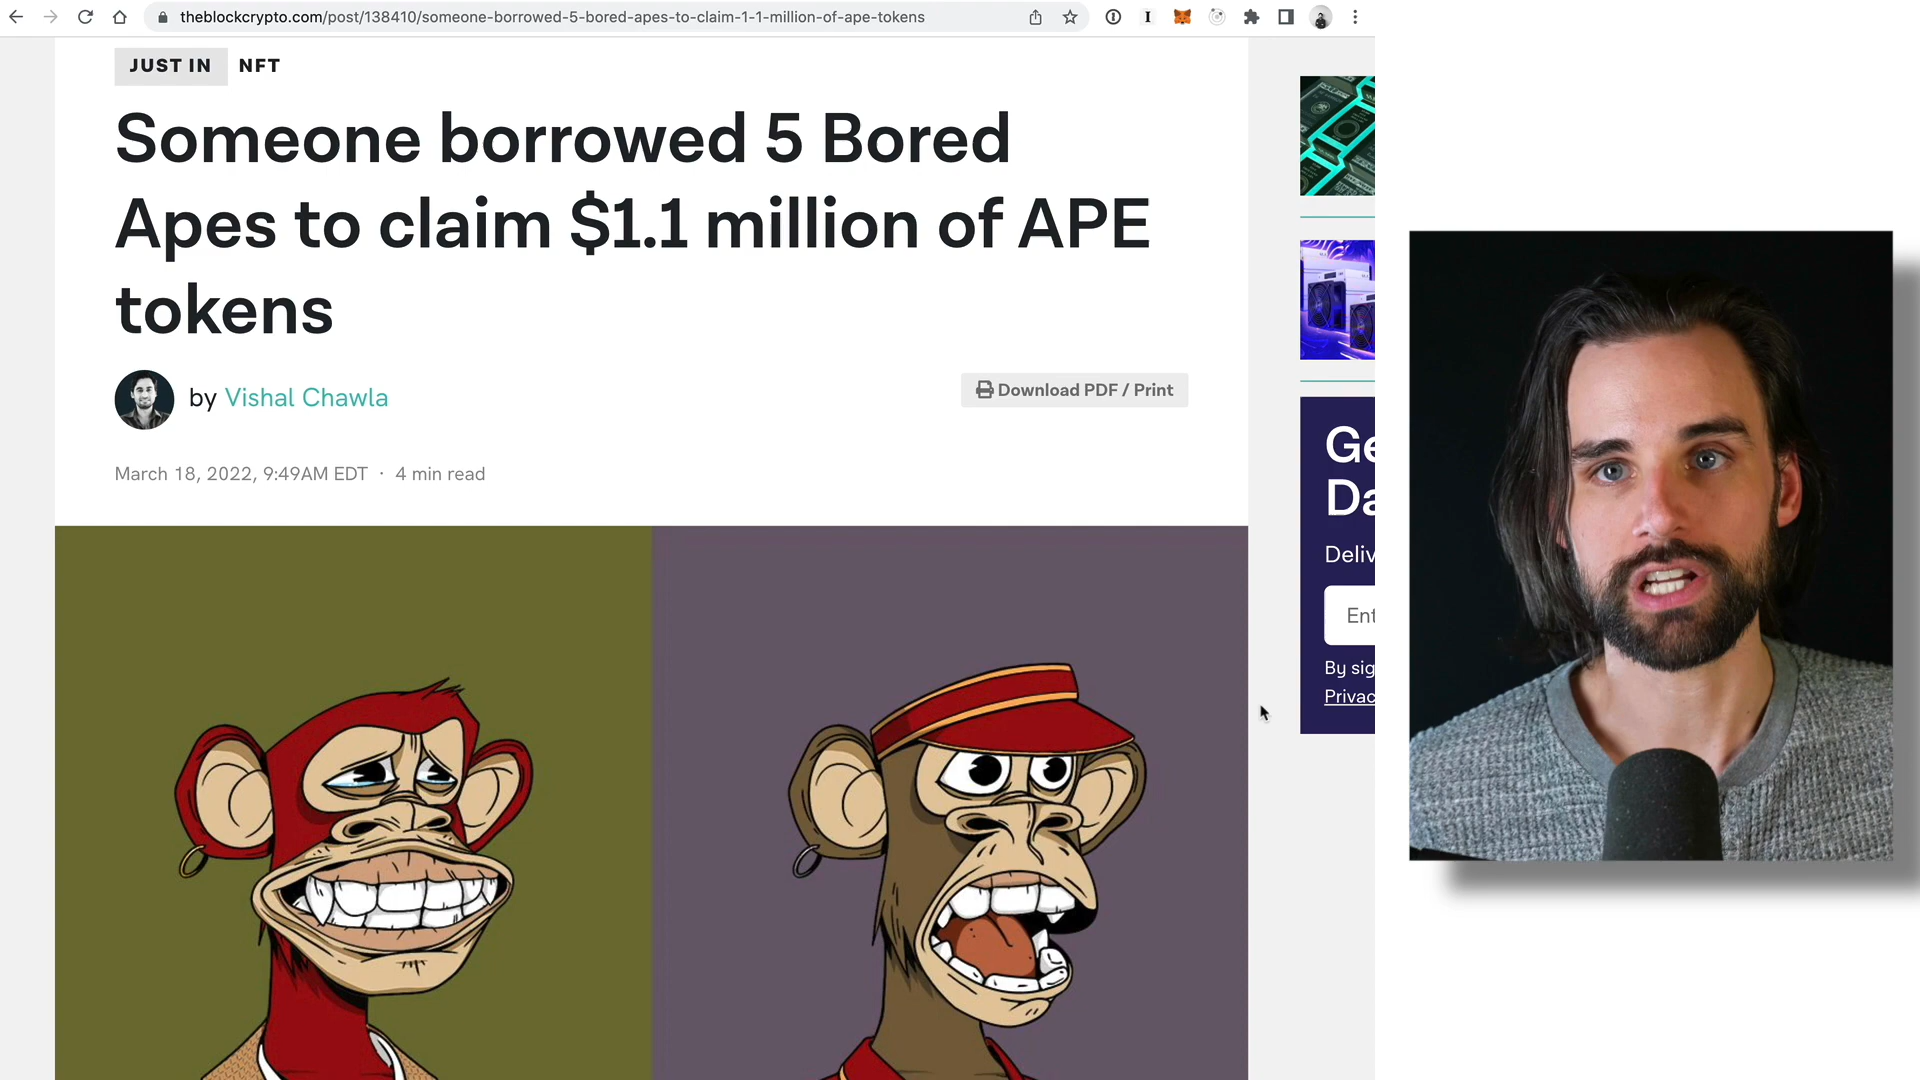 theblockcrypto.com/post/138410/someone-borrowed-5-bored-apes-to-claim-1-1-million-of-ape-tokens
JUST IN NFT
Someone borrowed 5 Bored
Apes to claim $1.1 million of APE
tokens
by Vishal Chawla
Download PDF / Print
March 18, 2022, 9:49AM EDT · 4 min read
Ge
Da
Deliv
Ent
By sig
Privac